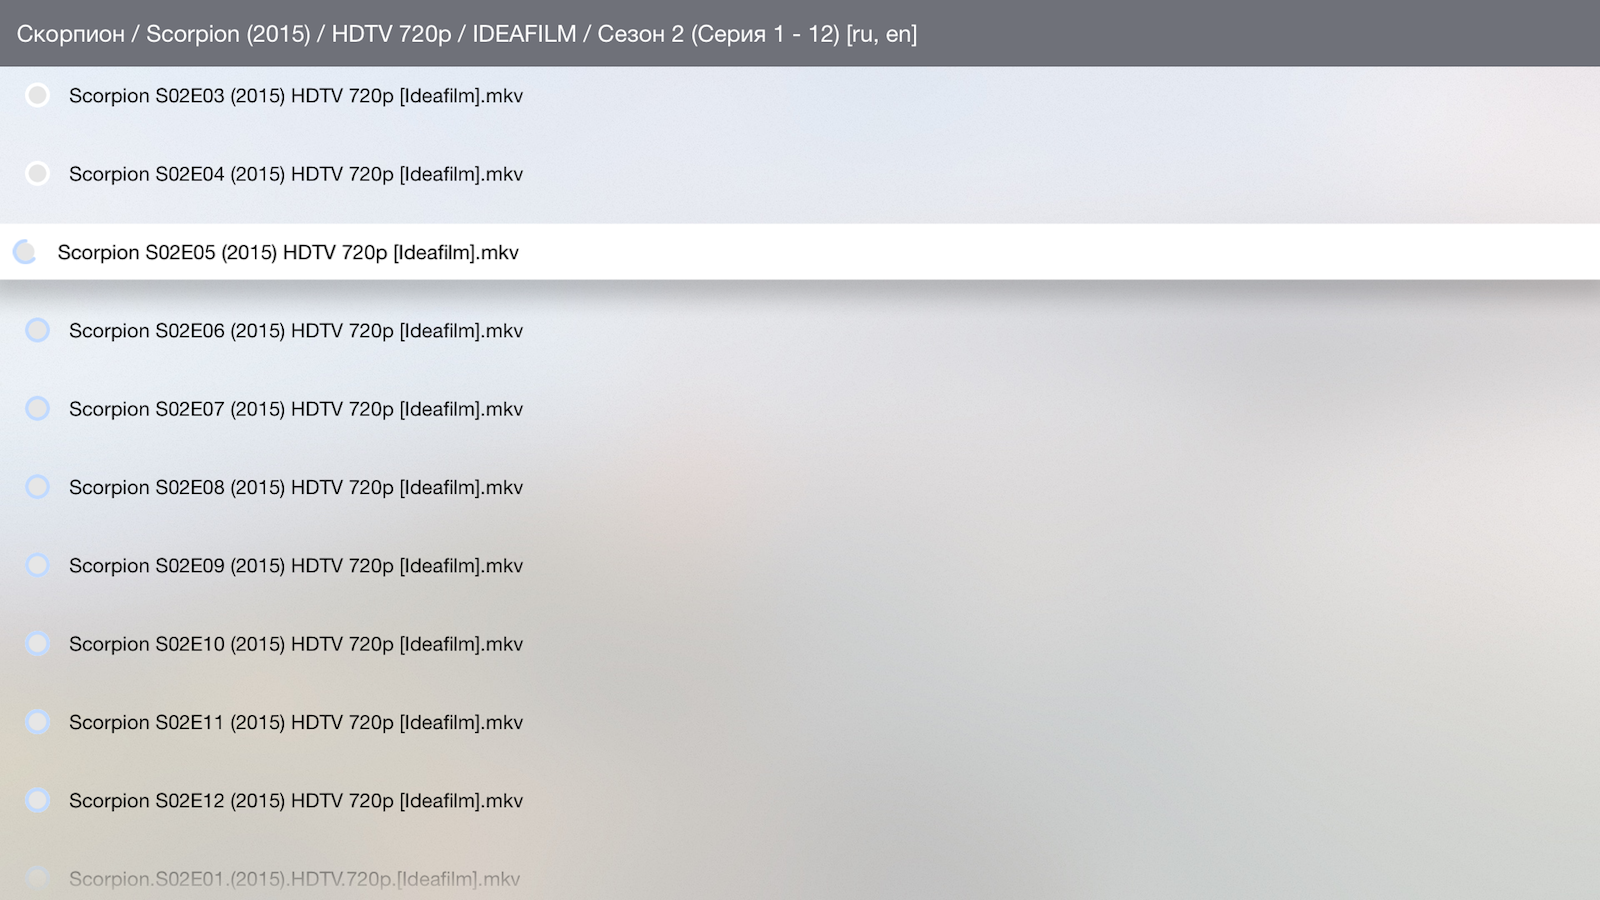 Скорпион / Scorpion (2015) / HDTV 720p / IDEAFILM / Сезон 2 (Серия 1 - 12) [ru, en]
Scorpion S02E03 (2015) HDTV 720p [Ideafilm].mkv
Scorpion S02E04 (2015) HDTV 720p [Ideafilm].mkv
Scorpion S02E05 (2015) HDTV 720p [Ideafilm].mkv
Scorpion S02E06 (2015) HDTV 720p [Ideafilm].mkv
Scorpion S02E07 (2015) HDTV 720p [Ideafilm].mkv
Scorpion S02E08 (2015) HDTV 720p [Ideafilm].mkv
Scorpion S02E09 (2015) HDTV 720p [Ideafilm].mkv
Scorpion S02E10 (2015) HDTV 720p [Ideafilm].mkv
Scorpion S02E11 (2015) HDTV 720p [Ideafilm].mkv
Scorpion S02E12 (2015) HDTV 720p [Ideafilm].mkv
Scorpion.S02E01.(2015).HDTV.720p.[Ideafilm].mkv